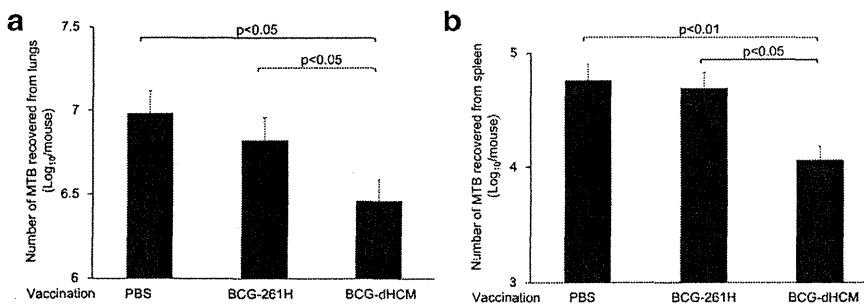 a
p<0.05
p<0.05
Number of MTB recovered from lungs
(Log10/mouse)
7.5
7
6.5
6
Vaccination PBS BCG-261H BCG-dHCM
b
p<0.01
p<0.05
Number of MTB recovered from spleen
(Log10/mouse)
5
4
3
Vaccination PBS BCG-261H BCG-dHCM